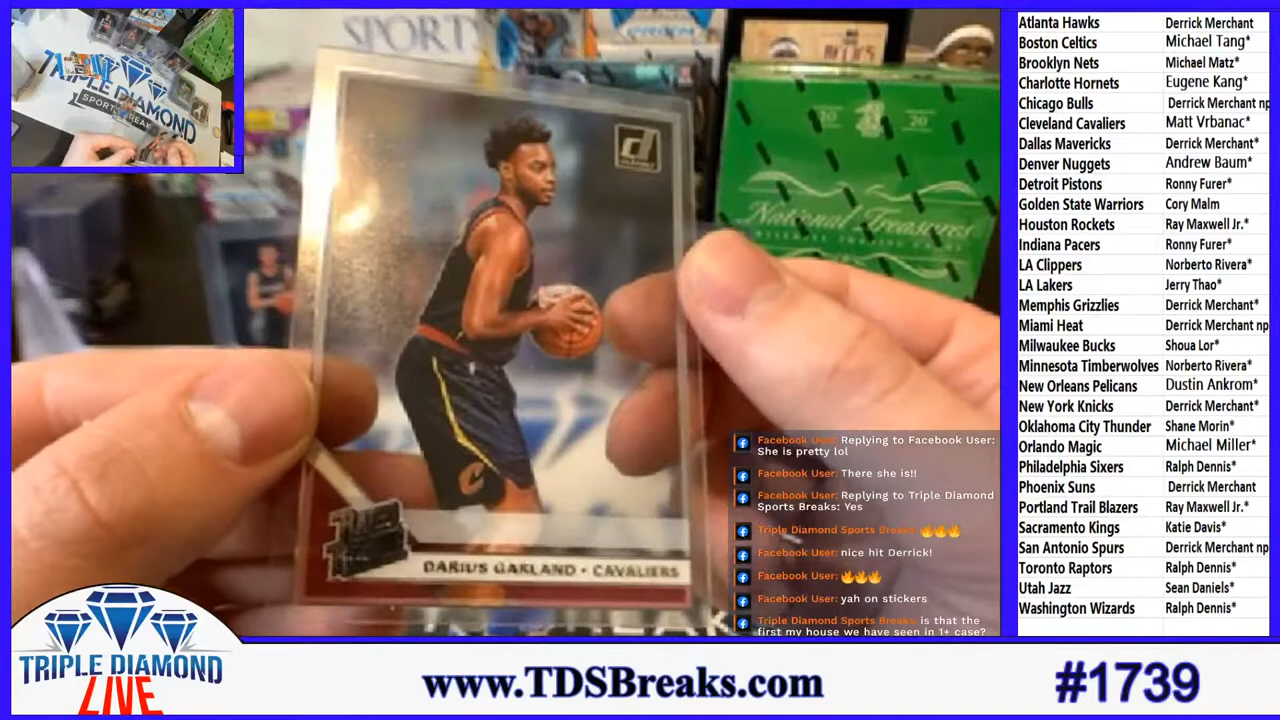 TRIPLE DIAMOND
SPORTS BREAK
SPORT
National Treasures
20
20
RATED
DARIUS GARLAND • CAVALIERS
Facebook User: Replying to Facebook User:
She is pretty lol
Facebook User: There she is!!
Facebook User: Replying to Triple Diamond
Sports Breaks: Yes
Triple Diamond Sports Breaks: 🔥🔥🔥
Facebook User: nice hit Derrick!
Facebook User: 🔥🔥🔥
Facebook User: yah on stickers
Triple Diamond Sports Breaks: is that the
first my house we have seen in 1+ case?
Atlanta Hawks Derrick Merchant
Boston Celtics Michael Tang*
Brooklyn Nets Michael Matz*
Charlotte Hornets Eugene Kang*
Chicago Bulls Derrick Merchant np
Cleveland Cavaliers Matt Vrbanac*
Dallas Mavericks Derrick Merchant*
Denver Nuggets Andrew Baum*
Detroit Pistons Ronny Furer*
Golden State Warriors Cory Malm
Houston Rockets Ray Maxwell Jr.*
Indiana Pacers Ronny Furer*
LA Clippers Norberto Rivera*
LA Lakers Jerry Thao*
Memphis Grizzlies Derrick Merchant*
Miami Heat Derrick Merchant np
Milwaukee Bucks Shoua Lor*
Minnesota Timberwolves Norberto Rivera*
New Orleans Pelicans Dustin Ankrom*
New York Knicks Derrick Merchant*
Oklahoma City Thunder Shane Morin*
Orlando Magic Michael Miller*
Philadelphia Sixers Ralph Dennis*
Phoenix Suns Derrick Merchant
Portland Trail Blazers Ray Maxwell Jr.*
Sacramento Kings Katie Davis*
San Antonio Spurs Derrick Merchant np
Toronto Raptors Ralph Dennis*
Utah Jazz Sean Daniels*
Washington Wizards Ralph Dennis*
TRIPLE DIAMOND
LIVE
www.TDSBreaks.com
#1739